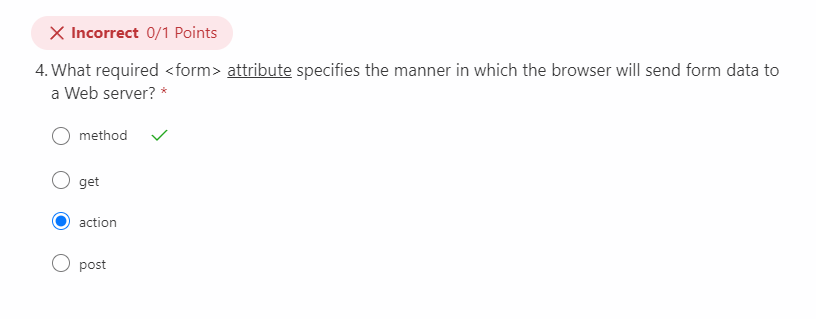 Incorrect 0/1 Points
4. What required <form> attribute specifies the manner in which the browser will send form data to
a Web server? *
method
get
action
post